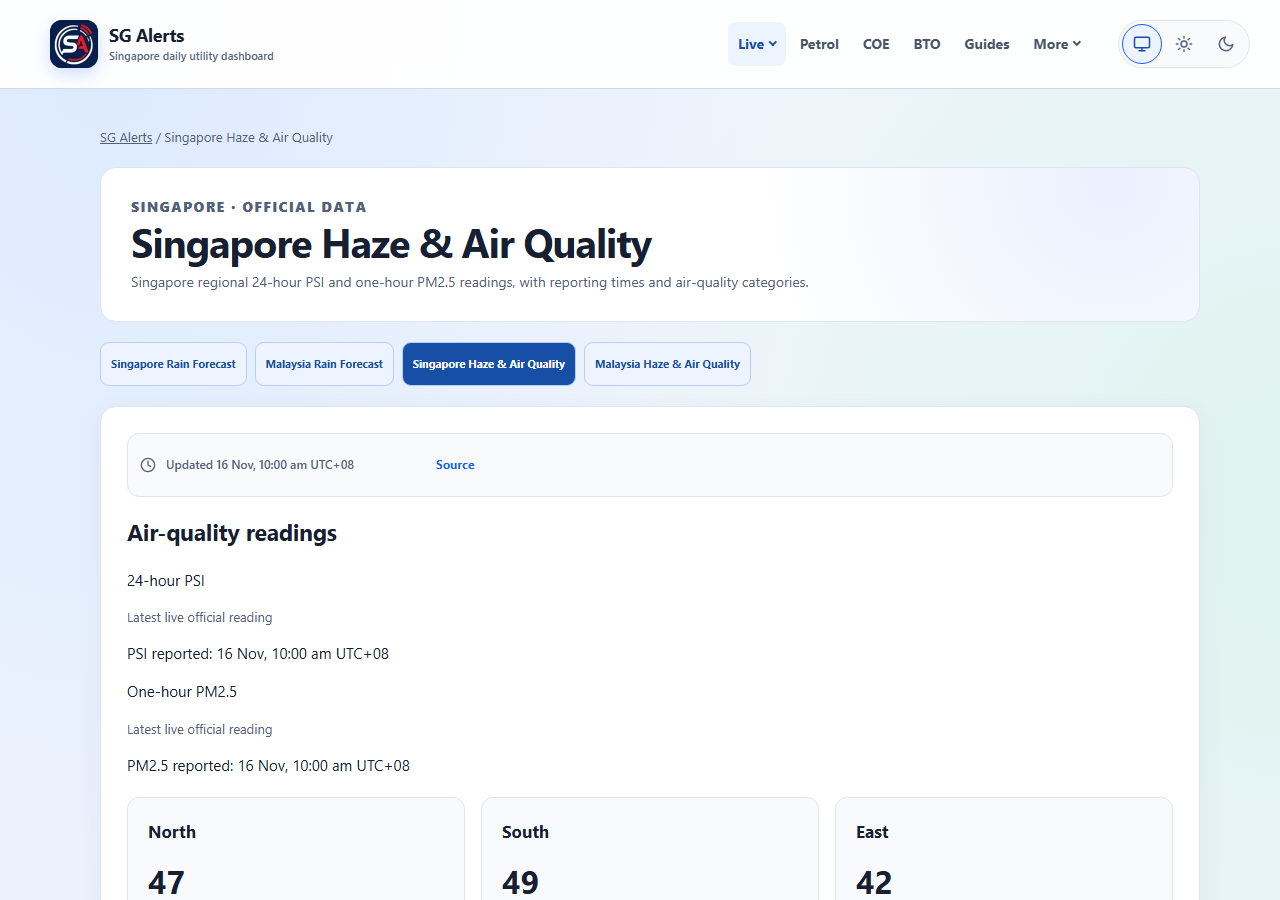 SG Alerts
Singapore daily utility dashboard
Live Petrol COE BTO Guides More
SG Alerts / Singapore Haze & Air Quality
SINGAPORE · OFFICIAL DATA
Singapore Haze & Air Quality
Singapore regional 24-hour PSI and one-hour PM2.5 readings, with reporting times and air-quality categories.
Singapore Rain Forecast Malaysia Rain Forecast Singapore Haze & Air Quality Malaysia Haze & Air Quality
Updated 16 Nov, 10:00 am UTC+08 Source
Air-quality readings
24-hour PSI
Latest live official reading
PSI reported: 16 Nov, 10:00 am UTC+08
One-hour PM2.5
Latest live official reading
PM2.5 reported: 16 Nov, 10:00 am UTC+08
North South East
47 49 42